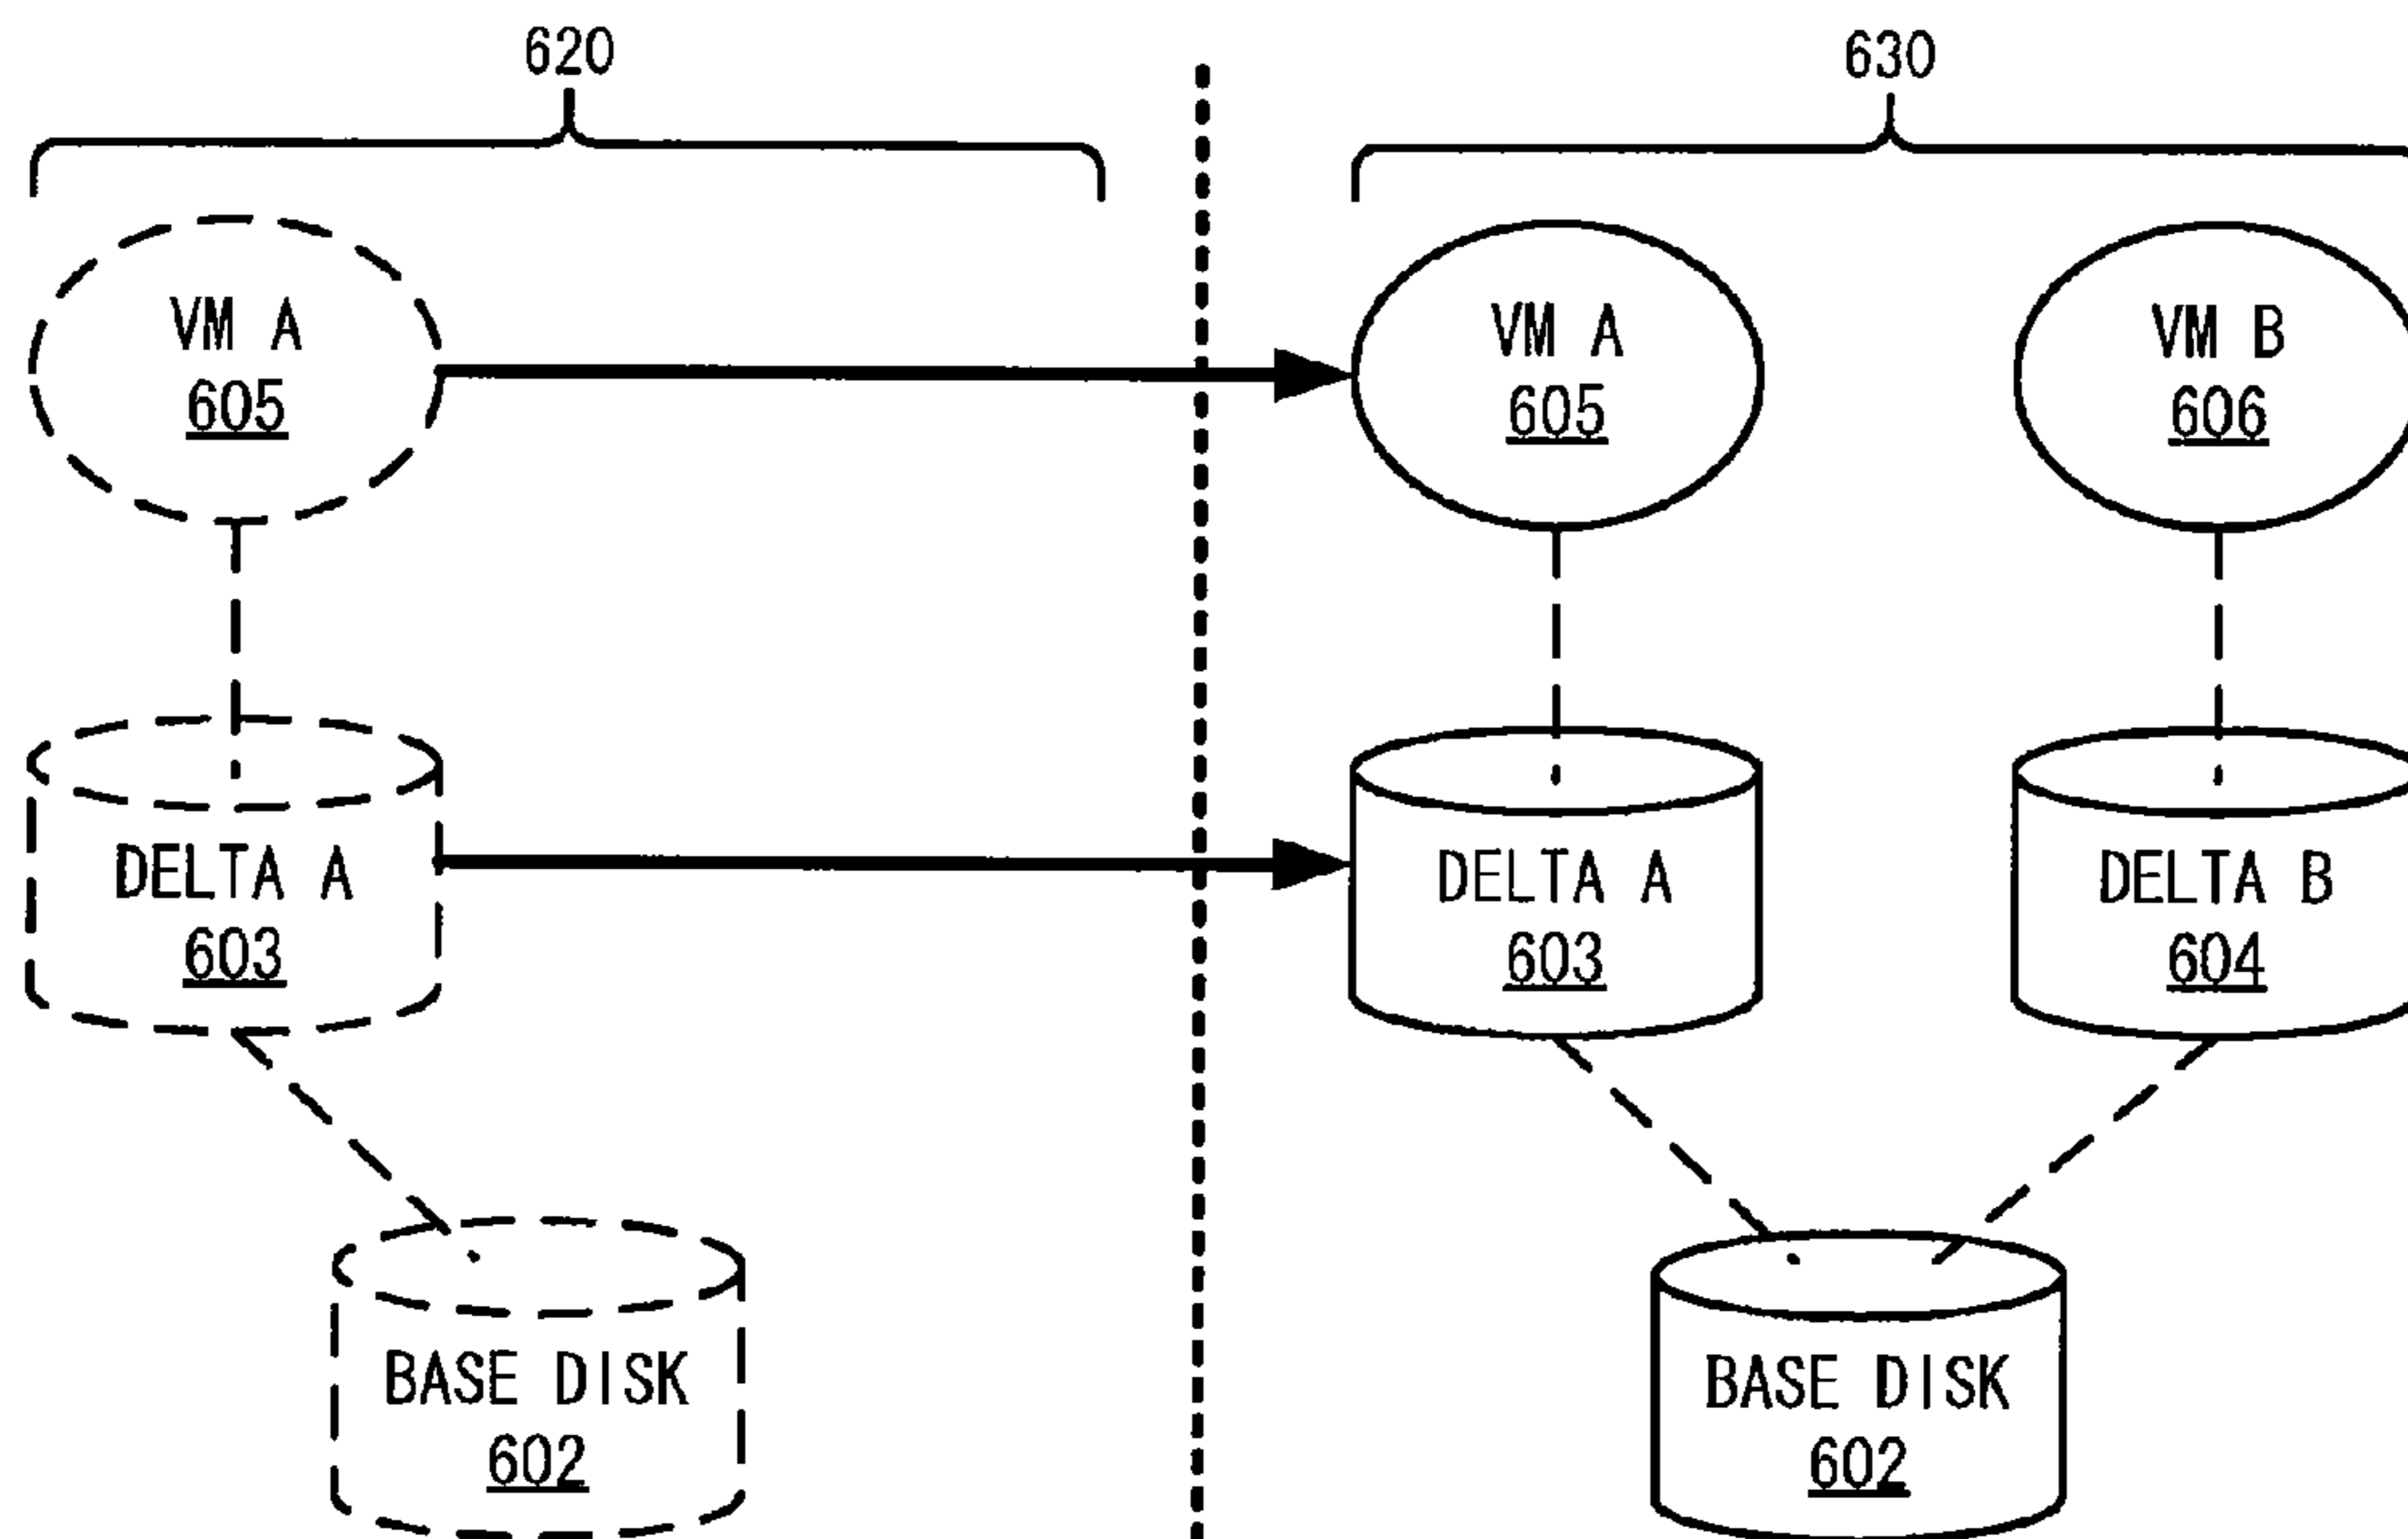 620
630
VM A
605
VM A
605
VM B
606
DELTA A
603
DELTA A
603
DELTA B
604
BASE DISK
602
BASE DISK
602